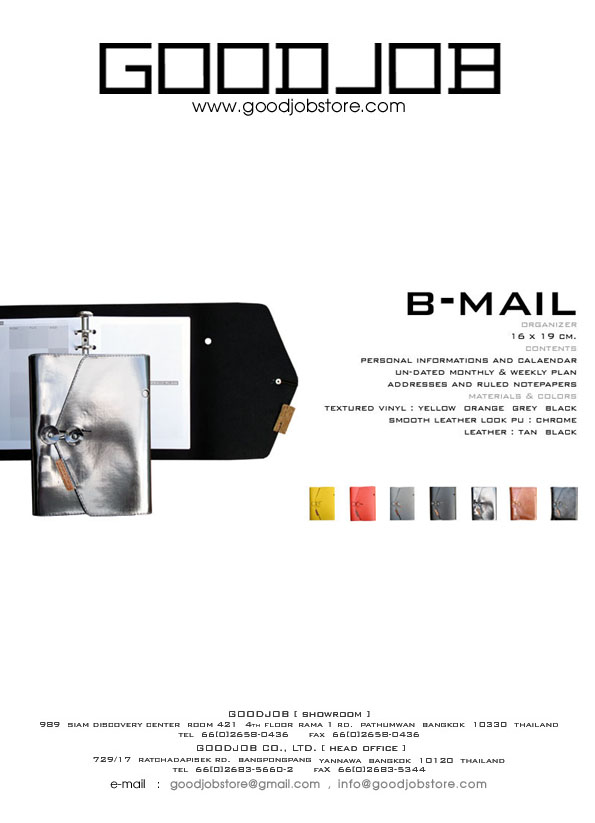 GOODJOB
www.goodjobstore.com
B-MAIL
ORGANIZER
16 X 19 CM.
CONTENTS
PERSONAL INFORMATIONS AND CALAENDAR
UN-DATED MONTHLY & WEEKLY PLAN
ADDRESSES AND RULED NOTEPAPERS
MATERIALS & COLORS
TEXTURED VINYL : YELLOW ORANGE GREY BLACK
SMOOTH LEATHER LOOK PU : CHROME
LEATHER : TAN BLACK
GOODJOB [ SHOWROOM ]
989 SIAM DISCOVERY CENTER ROOM 421 4TH FLOOR RAMA 1 RD. PATHUMWAN BANGKOK 10330 THAILAND
TEL 66(0)2658-0436 FAX 66(0)2658-0436
GOODJOB CO., LTD. [ HEAD OFFICE ]
729/17 RATCHADAPISEK RD. BANGPONGPANG YANNAWA BANGKOK 10120 THAILAND
TEL 66(0)2683-5660-2 FAX 66(0)2683-5344
e-mail : goodjobstore@gmail.com , info@goodjobstore.com